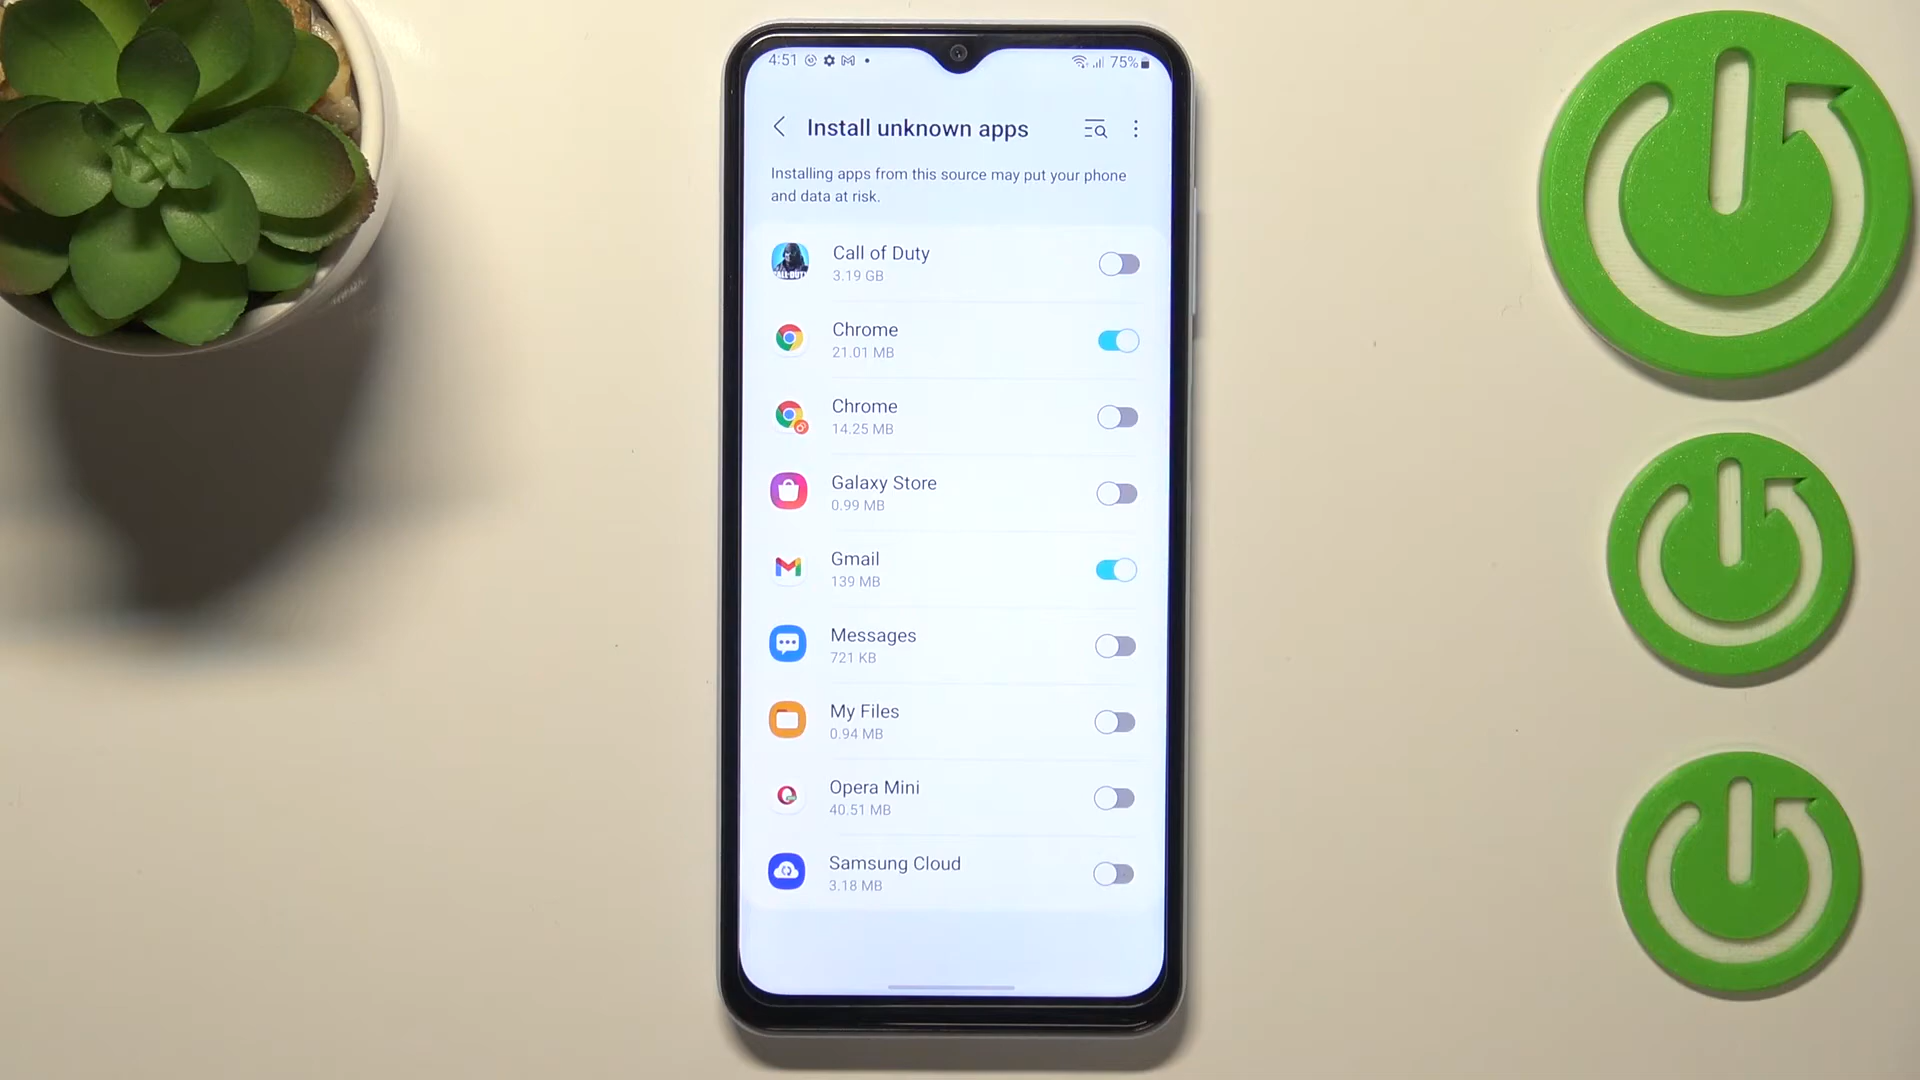 4:51
75%
Install unknown apps
Installing apps from this source may put your phone
and data at risk.
Call of Duty
3.19 GB
Chrome
21.01 MB
Chrome
14.25 MB
Galaxy Store
0.99 MB
Gmail
139 MB
Messages
721 KB
My Files
0.94 MB
Opera Mini
40.51 MB
Samsung Cloud
3.18 MB